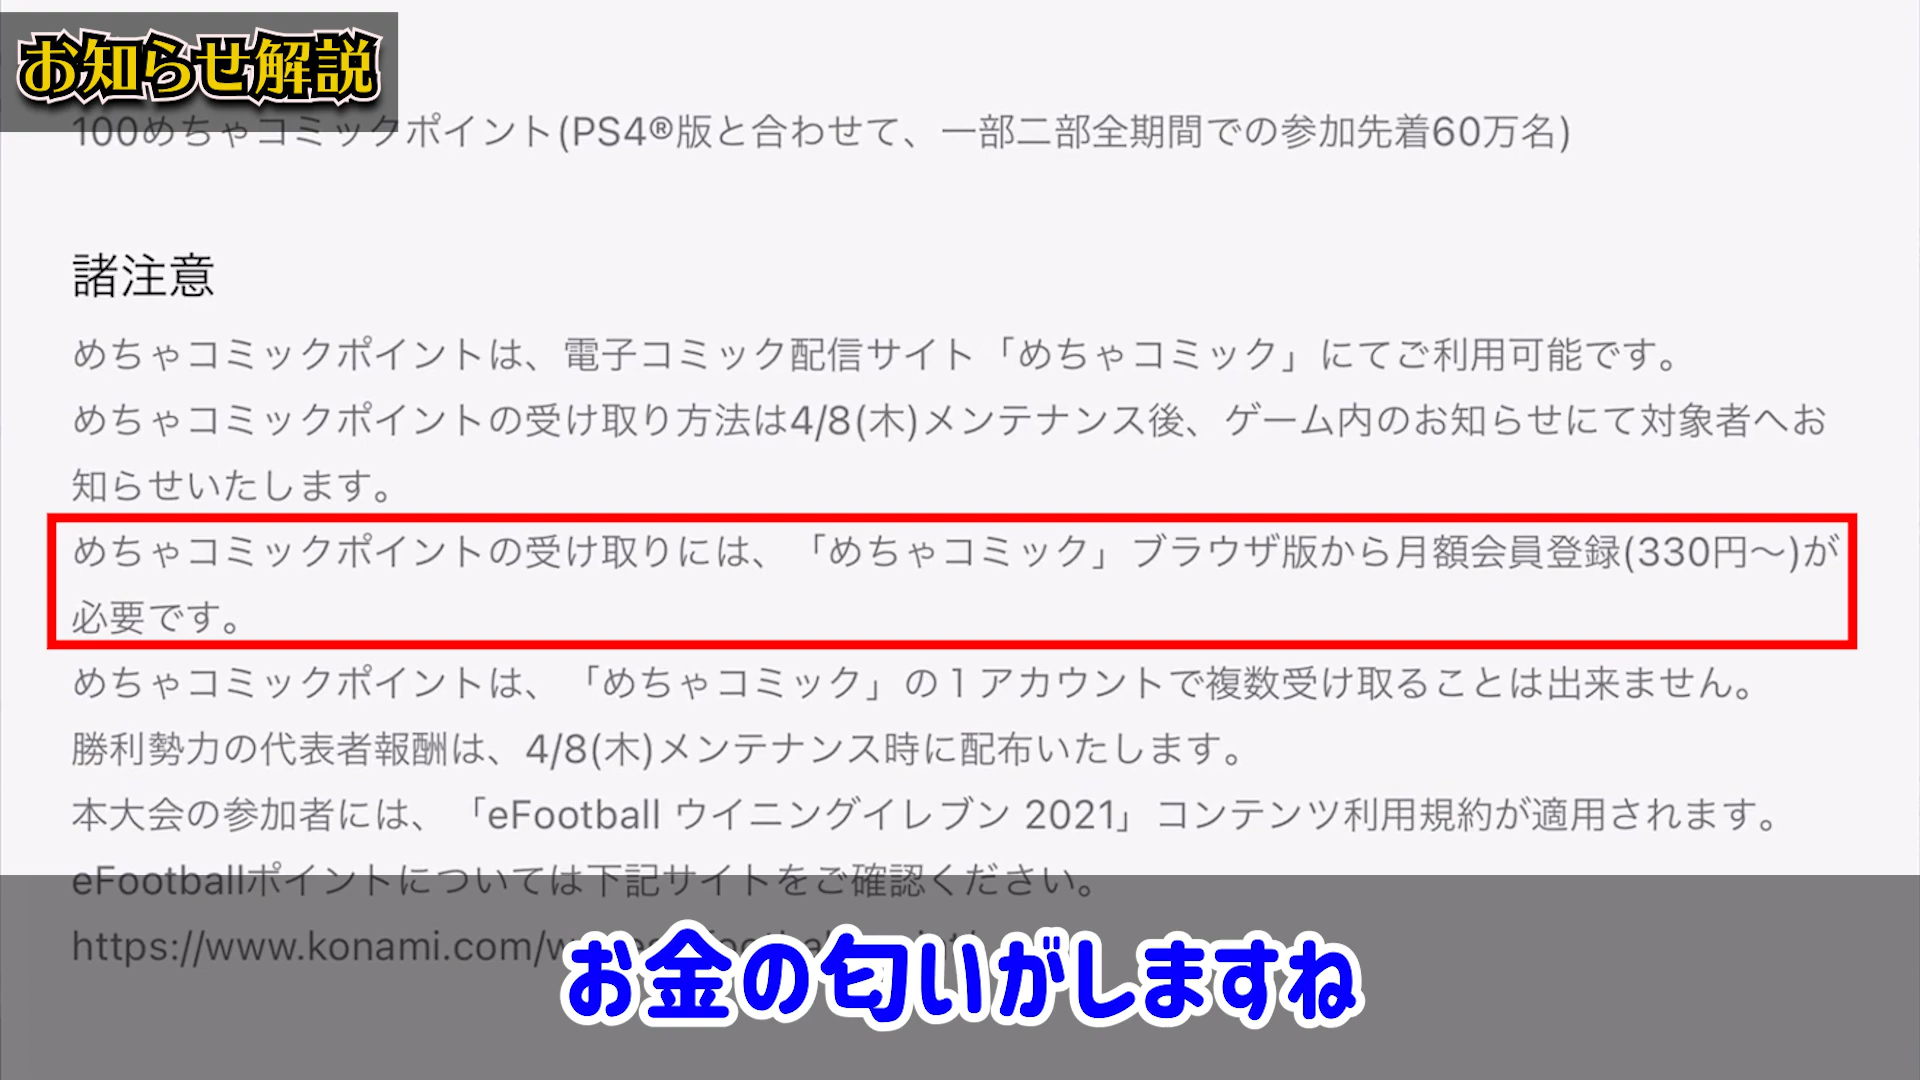 お知らせ解説
100めちゃコミックポイント(PS4®版と合わせて、一部二部全期間での参加先着60万名)
諸注意
めちゃコミックポイントは、電子コミック配信サイト「めちゃコミック」にてご利用可能です。
めちゃコミックポイントの受け取り方法は4/8(木)メンテナンス後、ゲーム内のお知らせにて対象者へお
知らせいたします。
めちゃコミックポイントの受け取りには、「めちゃコミック」ブラウザ版から月額会員登録(330円〜)が
必要です。
めちゃコミックポイントは、「めちゃコミック」の1アカウントで複数受け取ることは出来ません。
勝利勢力の代表者報酬は、4/8(木)メンテナンス時に配布いたします。
本大会の参加者には、「eFootball ウイニングイレブン 2021」コンテンツ利用規約が適用されます。
eFootballポイントについては下記サイトをご確認ください。
https://www.konami.com/w
お金の匂いがしますね